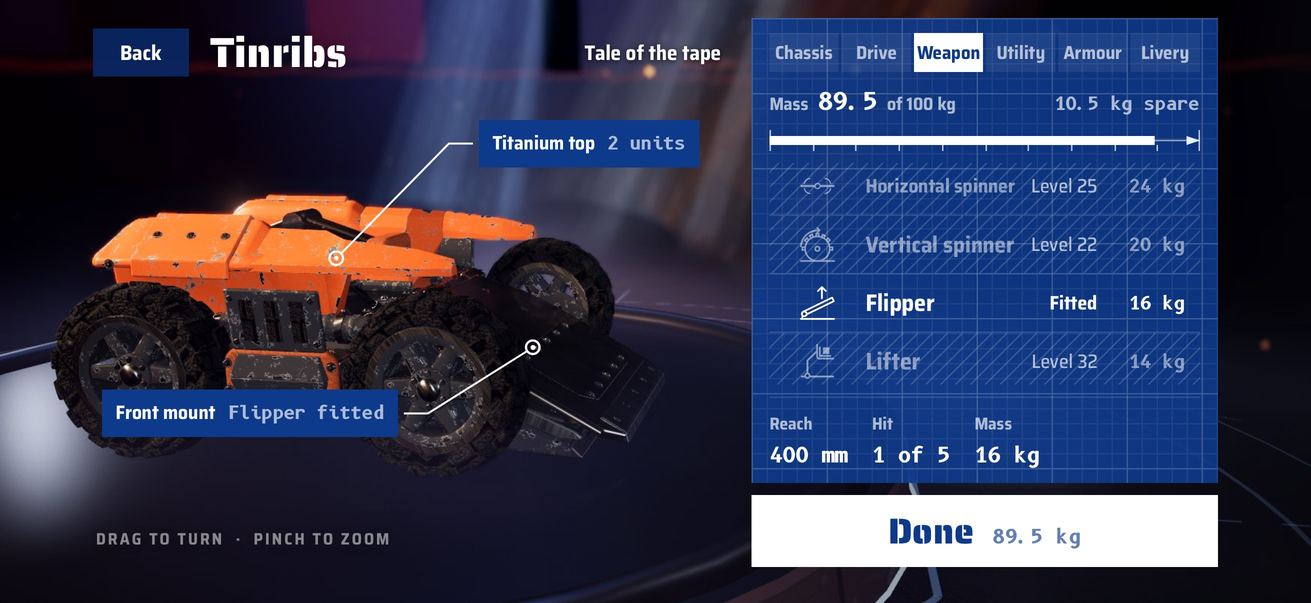 Back
Tinribs
Tale of the tape
Titanium top 2 units
Front mount Flipper fitted
DRAG TO TURN · PINCH TO ZOOM
Chassis Drive Weapon Utility Armour Livery
Mass 89.5 of 100 kg 10.5 kg spare
Horizontal spinner Level 25 24 kg
Vertical spinner Level 22 20 kg
Flipper Fitted 16 kg
Lifter Level 32 14 kg
Reach Hit Mass
400 mm 1 of 5 16 kg
Done 89.5 kg